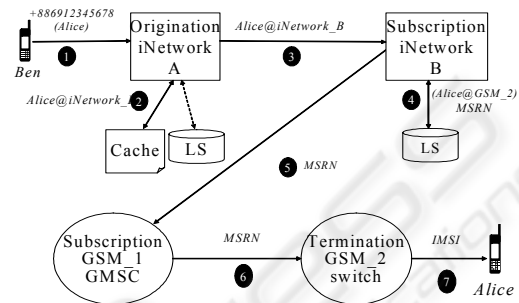 +886912345678
(Alice)
Ben
1
Origination
iNetwork
A
Alice@iNetwork_B
3
Subscription
iNetwork
B
Alice@iNetwork_
2
Cache
LS
4
(Alice@GSM_2)
MSRN
LS
5
MSRN
Subscription
GSM_1
GMSC
MSRN
6
Termination
GSM_2
switch
IMSI
7
Alice